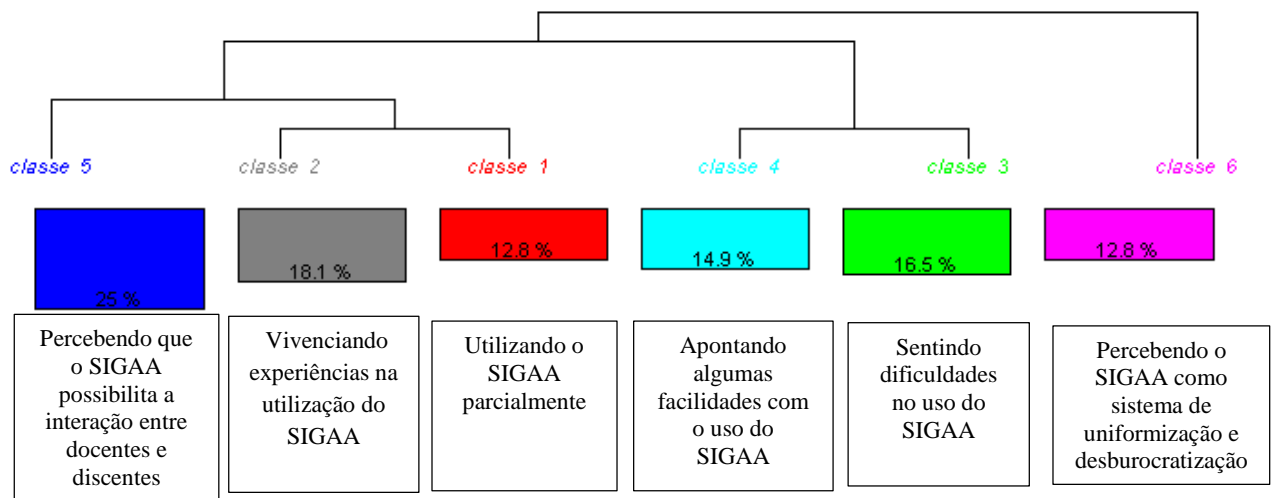 classe 5
classe 2
classe 1
classe 4
classe 3
classe 6
25 %
18.1 %
12.8 %
14.9 %
16.5 %
12.8 %
Percebendo que
o SIGAA
possibilita a
interação entre
docentes e
discentes
Vivenciando
experiências na
utilização do
SIGAA
Utilizando o
SIGAA
parcialmente
Apontando
algumas
facilidades com
o uso do
SIGAA
Sentindo
dificuldades
no uso do
SIGAA
Percebendo o
SIGAA como
sistema de
uniformização e
desburocratização